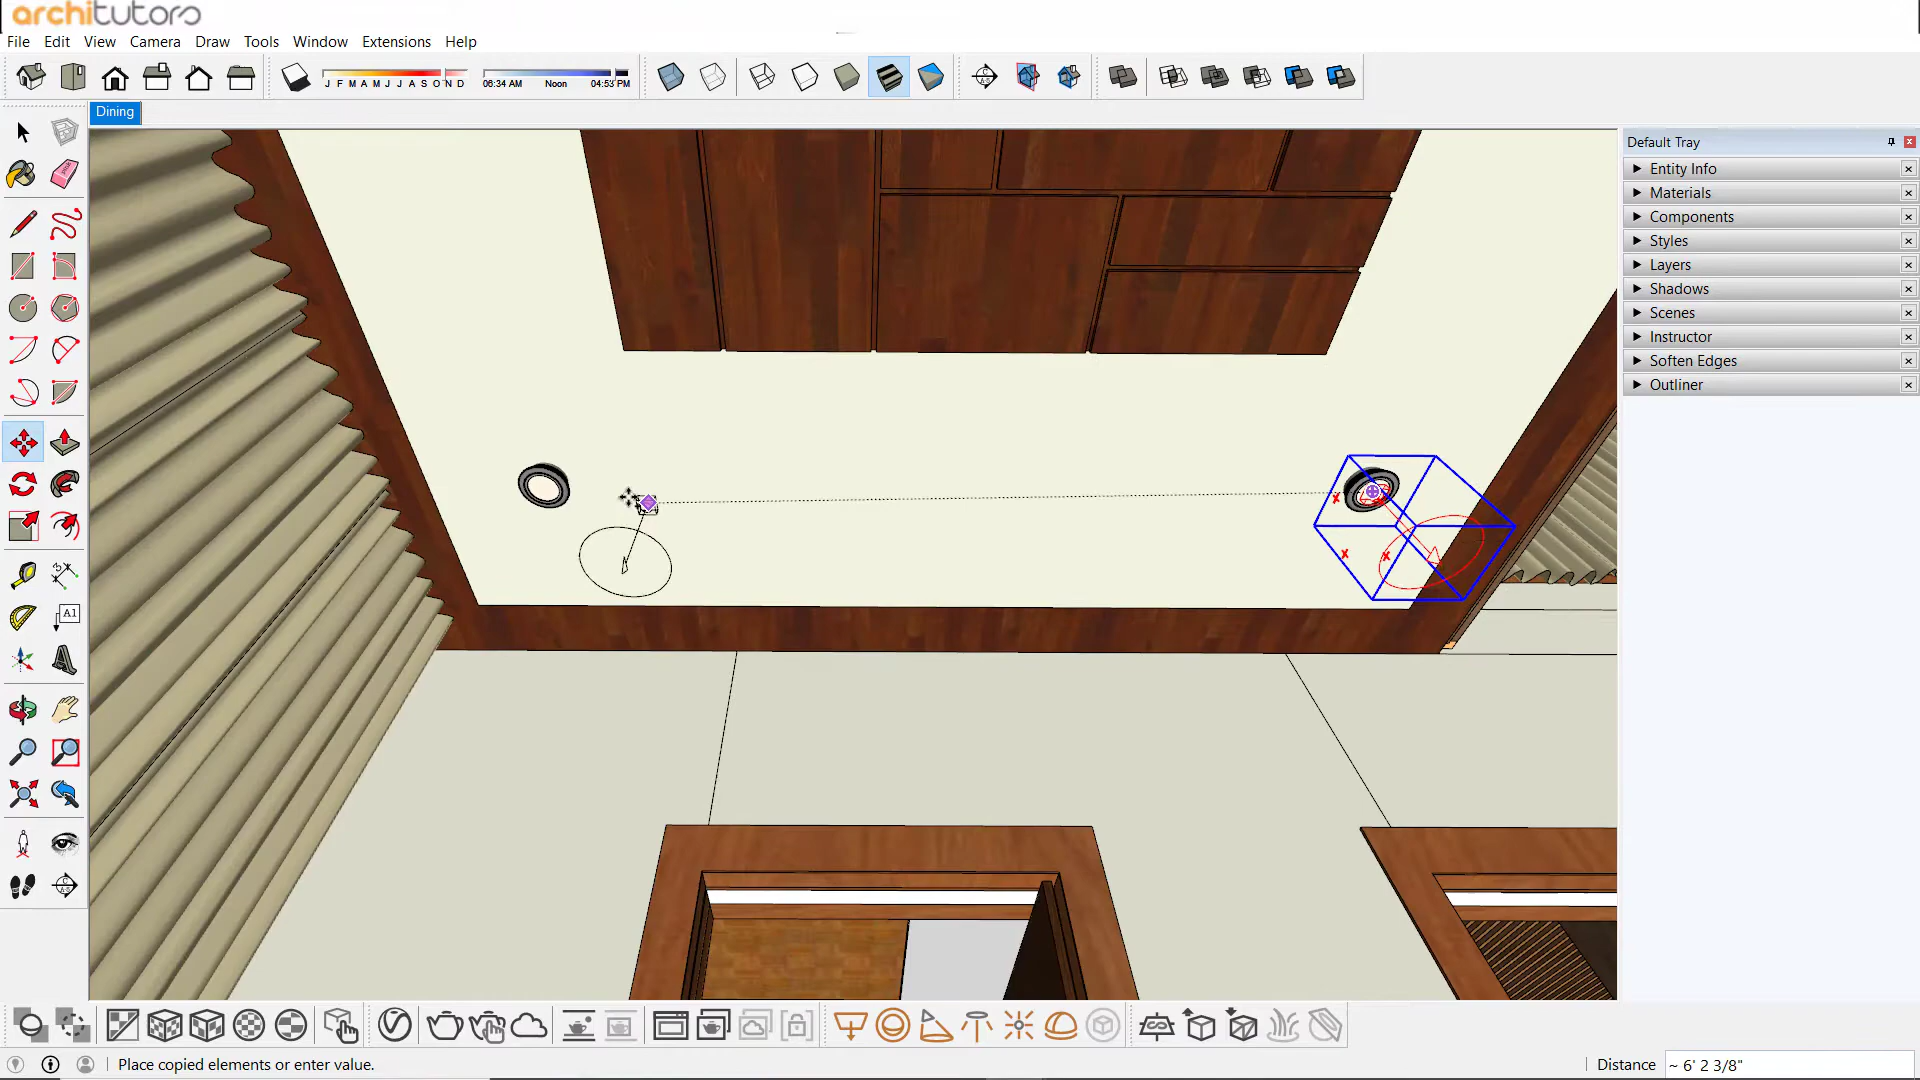 architutors
File Edit View Camera Draw Tools Window Extensions Help
J F M A M J J A S O N D
06:34 AM Noon 04:53 PM
Dining
Default Tray
Entity Info
Materials
Components
Styles
Layers
Shadows
Scenes
Instructor
Soften Edges
Outliner
A1
Place copied elements or enter value.
Distance ~ 6' 2 3/8"